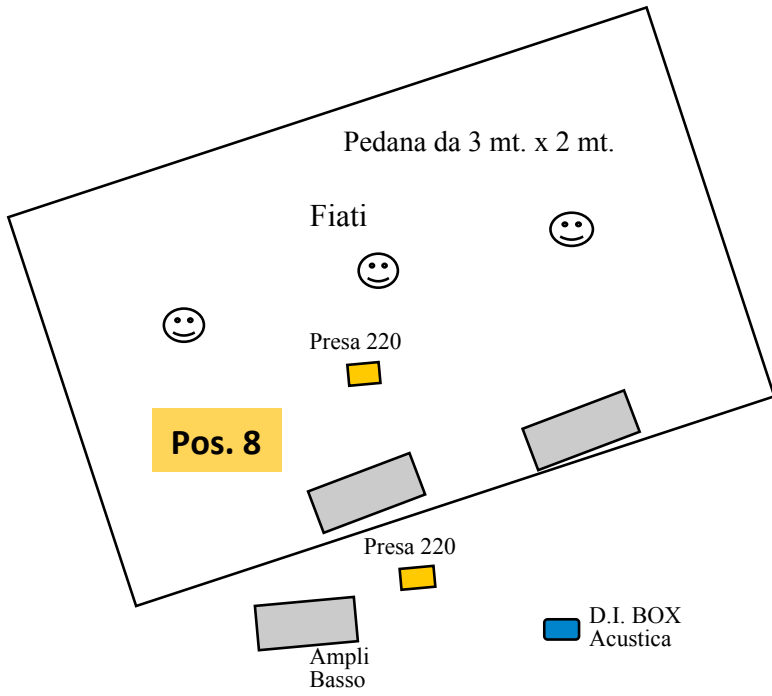 Pedana da 3 mt. x 2 mt.
Fiati
Presa 220
Pos. 8
Presa 220
D.I. BOX
Acustica
Ampli
Basso